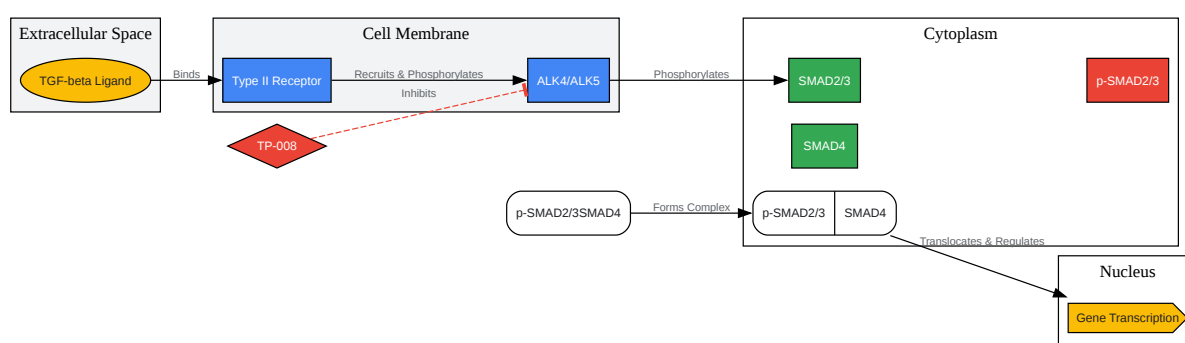 Extracellular Space
Cell Membrane
Cytoplasm
TGF-beta Ligand
Binds
Type II Receptor
Recruits & Phosphorylates
Inhibits
ALK4/ALK5
Phosphorylates
SMAD2/3
p-SMAD2/3
TP-008
SMAD4
p-SMAD2/3SMAD4
Forms Complex
p-SMAD2/3
SMAD4
Translocates & Regulates
Nucleus
Gene Transcription